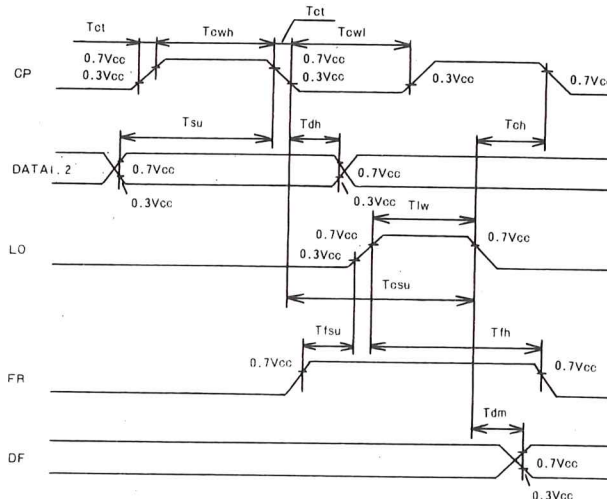 Tct
Tct Tcwh Tcwl
0.7Vcc 0.7Vcc
CP 0.3Vcc 0.3Vcc 0.3Vcc 0.7Vcc
Tsu Tdh Tch
DATA1.2 0.7Vcc 0.7Vcc
0.3Vcc 0.3Vcc
Tlw
0.7Vcc 0.7Vcc
LO 0.3Vcc
Tcsu
Tfsu Tfh
0.7Vcc 0.7Vcc
FR
Tdm
DF 0.7Vcc
0.3Vcc